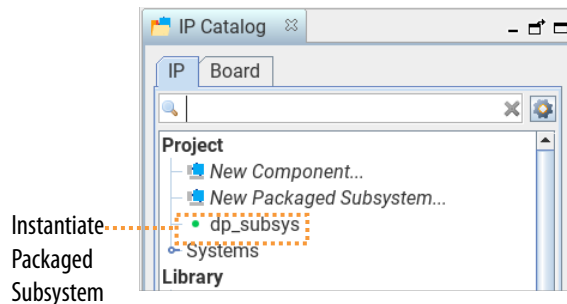 IP Catalog
IP Board
Project
New Component...
New Packaged Subsystem...
dp_subsys
Systems
Library
Instantiate
Packaged
Subsystem